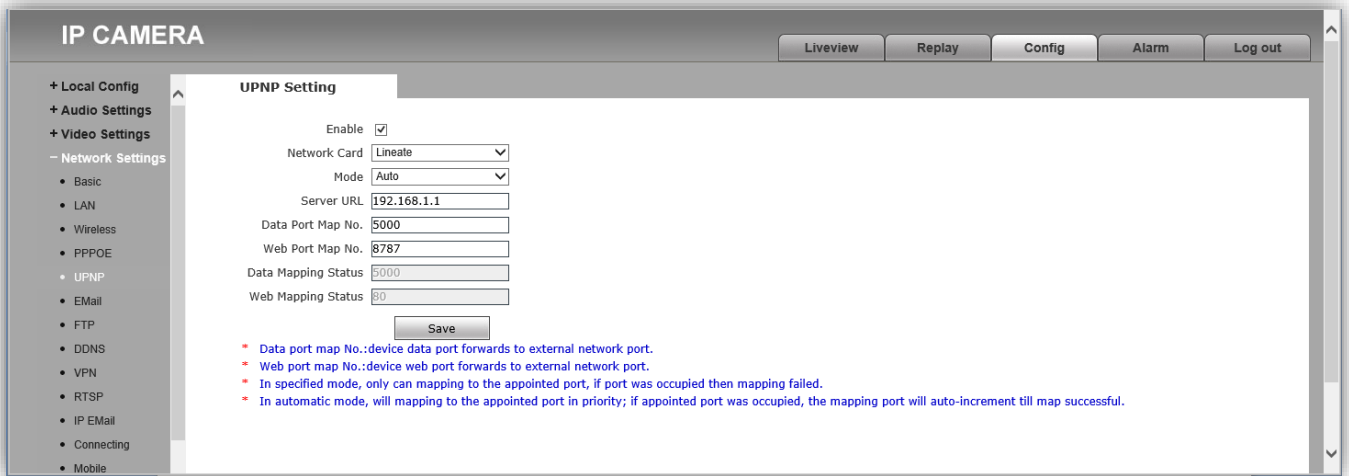 IP CAMERA
Liveview
Replay
Config
Alarm
Log out
+ Local Config
+ Audio Settings
+ Video Settings
− Network Settings
• Basic
• LAN
• Wireless
• PPPOE
• UPNP
• EMail
• FTP
• DDNS
• VPN
• RTSP
• IP EMail
• Connecting
• Mobile
UPNP Setting
Enable
Network Card Lineate
Mode Auto
Server URL 192.168.1.1
Data Port Map No. 5000
Web Port Map No. 8787
Data Mapping Status 5000
Web Mapping Status 80
Save
* Data port map No.:device data port forwards to external network port.
* Web port map No.:device web port forwards to external network port.
* In specified mode, only can mapping to the appointed port, if port was occupied then mapping failed.
* In automatic mode, will mapping to the appointed port in priority; if appointed port was occupied, the mapping port will auto-increment till map successful.